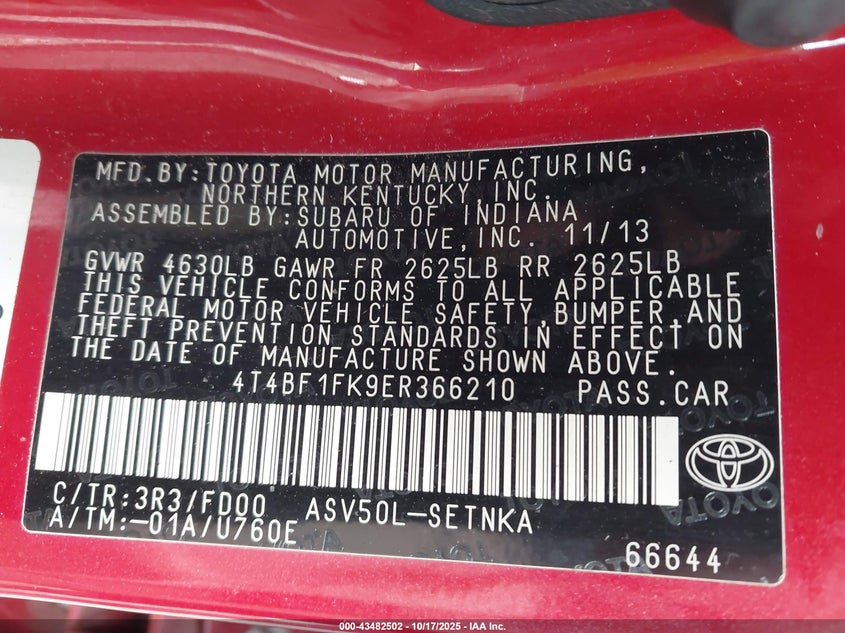 MFD.BY:TOYOTA MOTOR MANUFACTURING,
NORTHERN KENTUCKY,INC.
ASSEMBLED BY:SUBARU OF INDIANA
AUTOMOTIVE,INC. 11/13
GVWR 4630LB GAWR FR 2625LB RR 2625LB
THIS VEHICLE CONFORMS TO ALL APPLICABLE
FEDERAL MOTOR VEHICLE SAFETY,BUMPER,AND
THEFT PREVENTION STANDARDS IN EFFECT ON
THE DATE OF MANUFACTURE SHOWN ABOVE.
4T4BF1FK9ER366210 PASS.CAR
C/TR:3R3/FD00 ASV50L-SETNKA
A/TM:-01A/U760E
66644
000-43482502 | 10/17/2025 | IAA Inc.